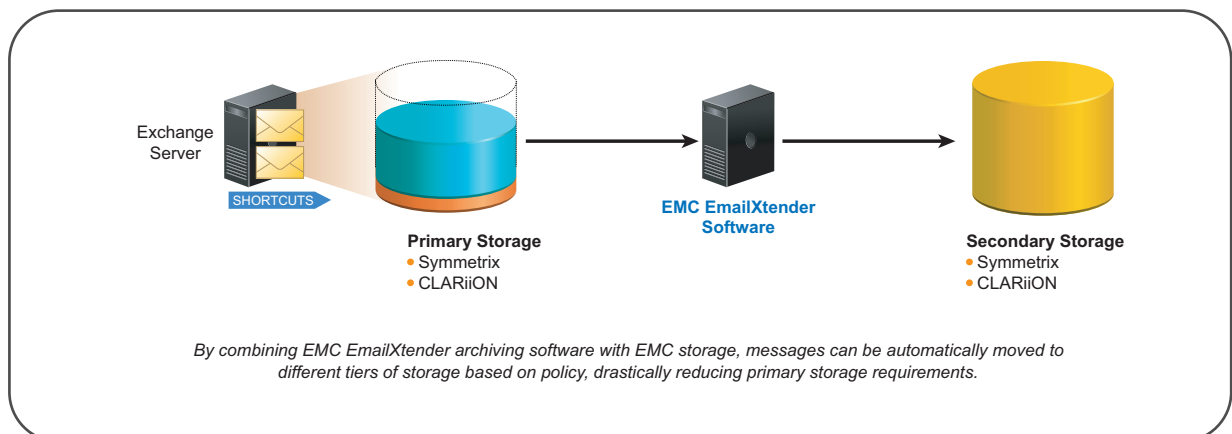 Exchange
Server
SHORTCUTS
EMC EmailXtender
Software
Primary Storage
• Symmetrix
• CLARiiON
Secondary Storage
• Symmetrix
• CLARiiON
By combining EMC EmailXtender archiving software with EMC storage, messages can be automatically moved to
different tiers of storage based on policy, drastically reducing primary storage requirements.